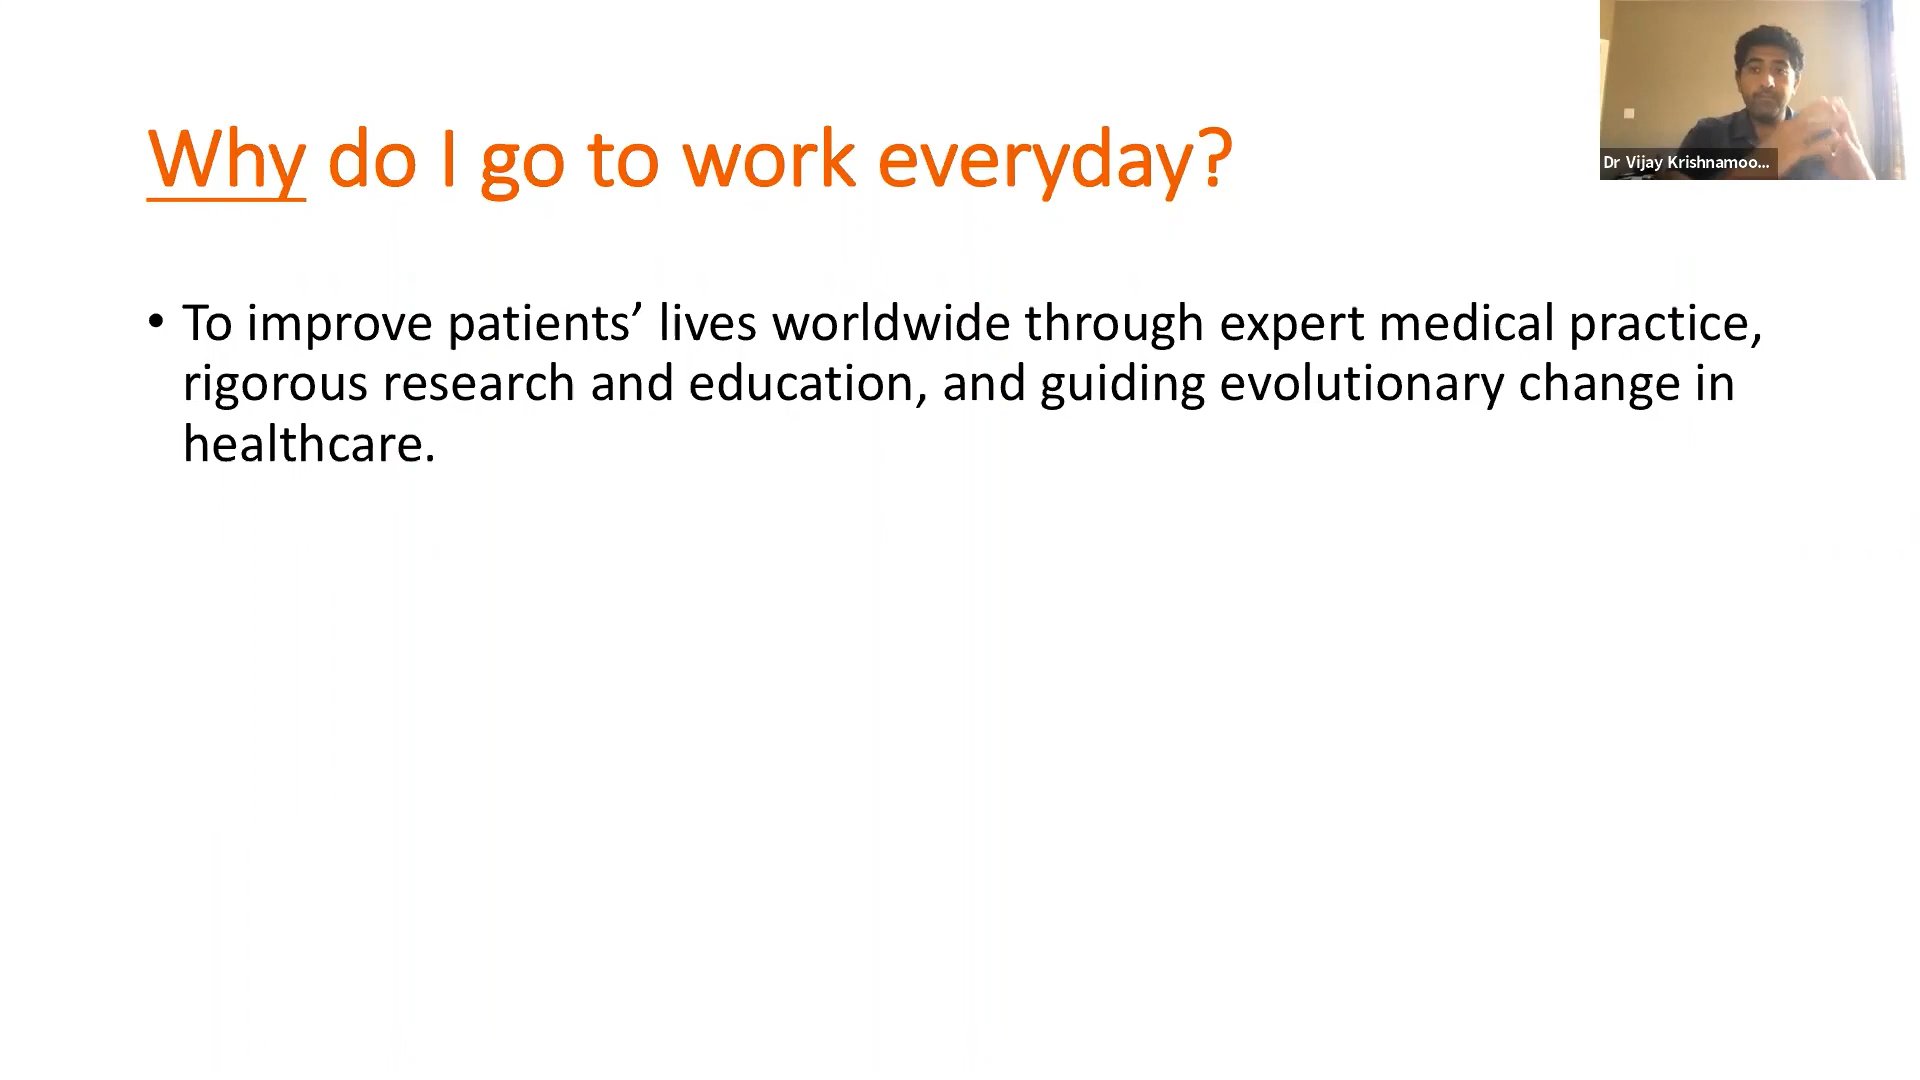 Why do I go to work everyday?
Dr Vijay Krishnamoo...
• To improve patients’ lives worldwide through expert medical practice,
rigorous research and education, and guiding evolutionary change in
healthcare.